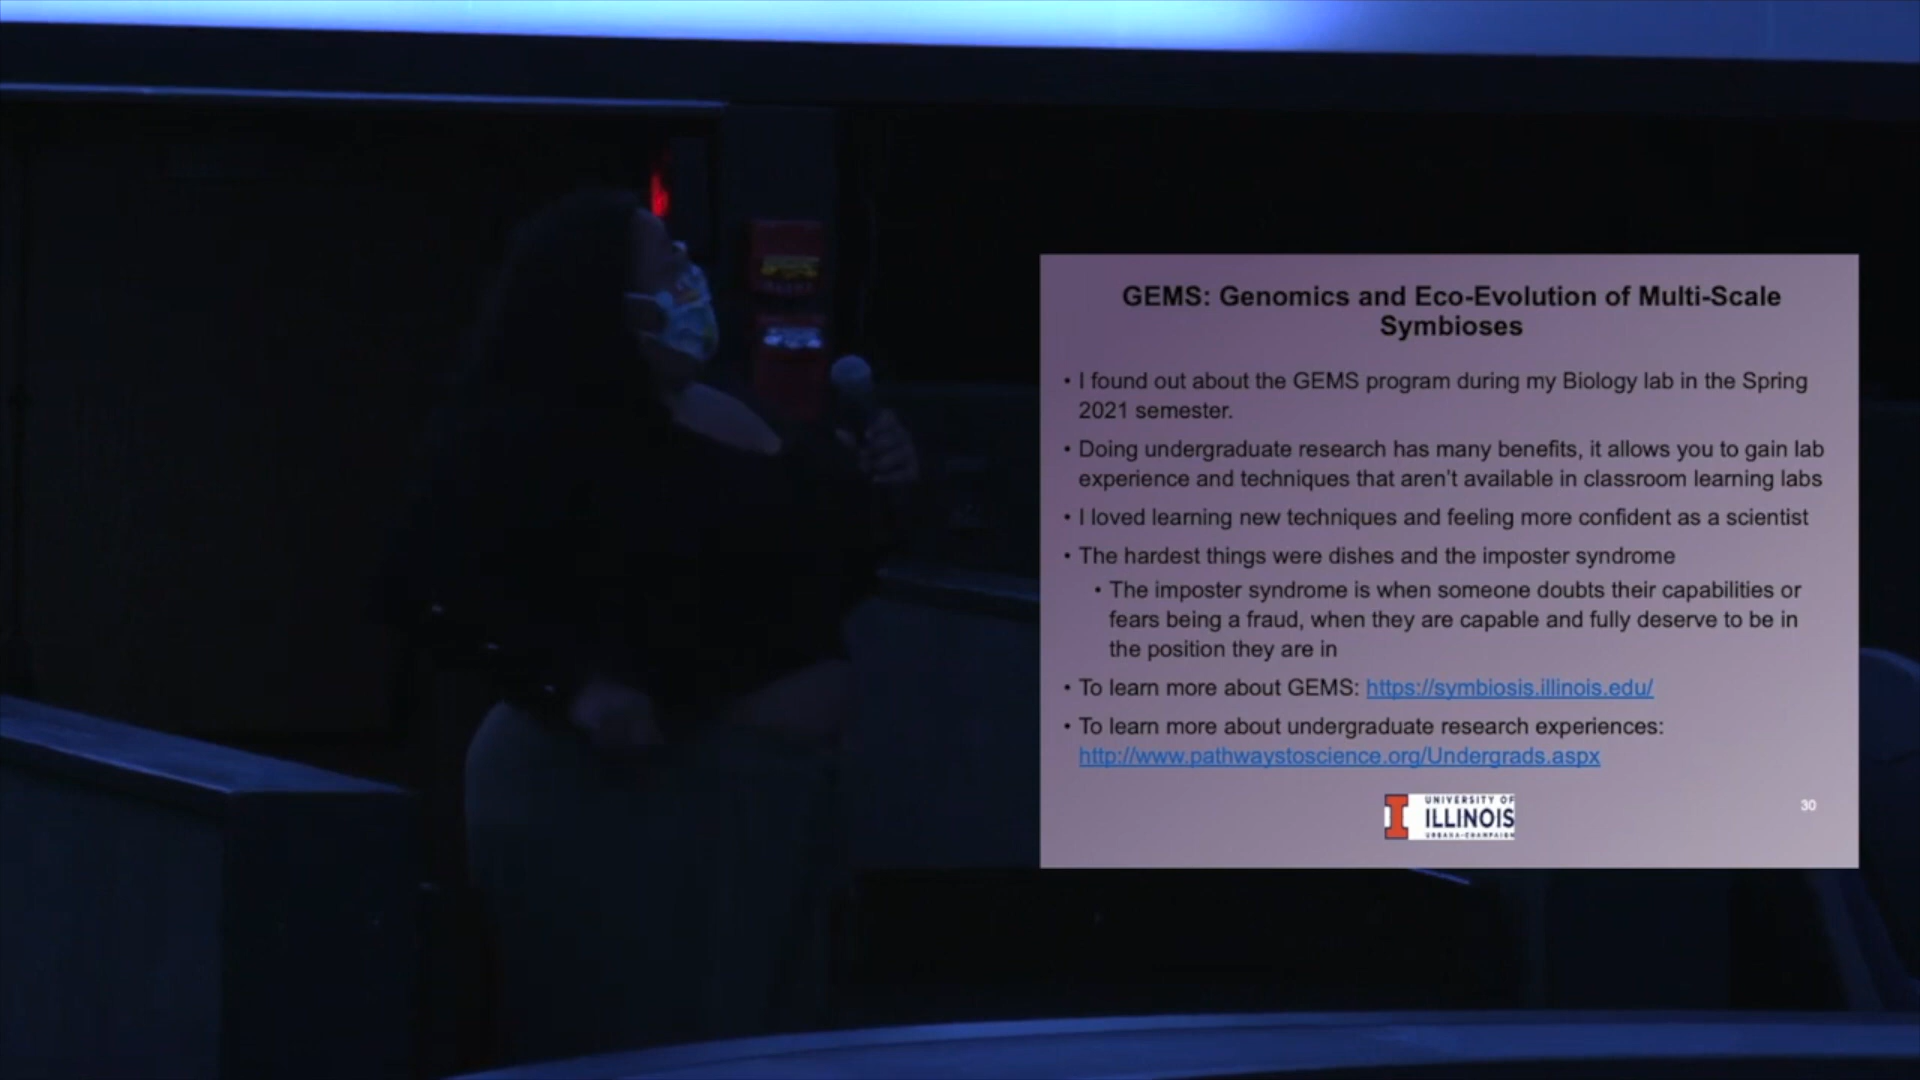 GEMS: Genomics and Eco-Evolution of Multi-Scale
Symbioses
• I found out about the GEMS program during my Biology lab in the Spring
2021 semester.
• Doing undergraduate research has many benefits, it allows you to gain lab
experience and techniques that aren't available in classroom learning labs
• I loved learning new techniques and feeling more confident as a scientist
• The hardest things were dishes and the imposter syndrome
• The imposter syndrome is when someone doubts their capabilities or
fears being a fraud, when they are capable and fully deserve to be in
the position they are in
• To learn more about GEMS: https://symbiosis.illinois.edu/
• To learn more about undergraduate research experiences:
http://www.pathwaystoscience.org/Undergrads.aspx
UNIVERSITY OF
ILLINOIS
URBANA-CHAMPAIGN
30